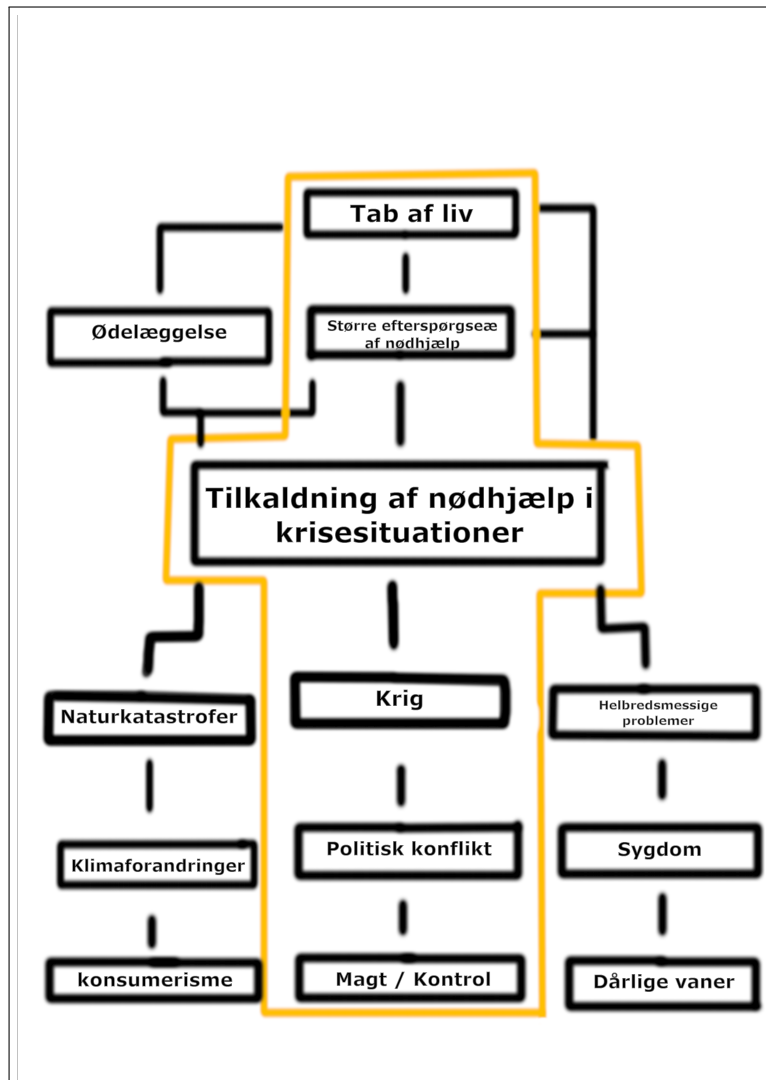 Tab af liv
Ødelæggelse
Større efterspørgseæ
af nødhjælp
Tilkaldning af nødhjælp i
krisesituationer
Naturkatastrofer
Krig
Helbredsmessige
problemer
Klimaforandringer
Politisk konflikt
Sygdom
konsumerisme
Magt / Kontrol
Dårlige vaner